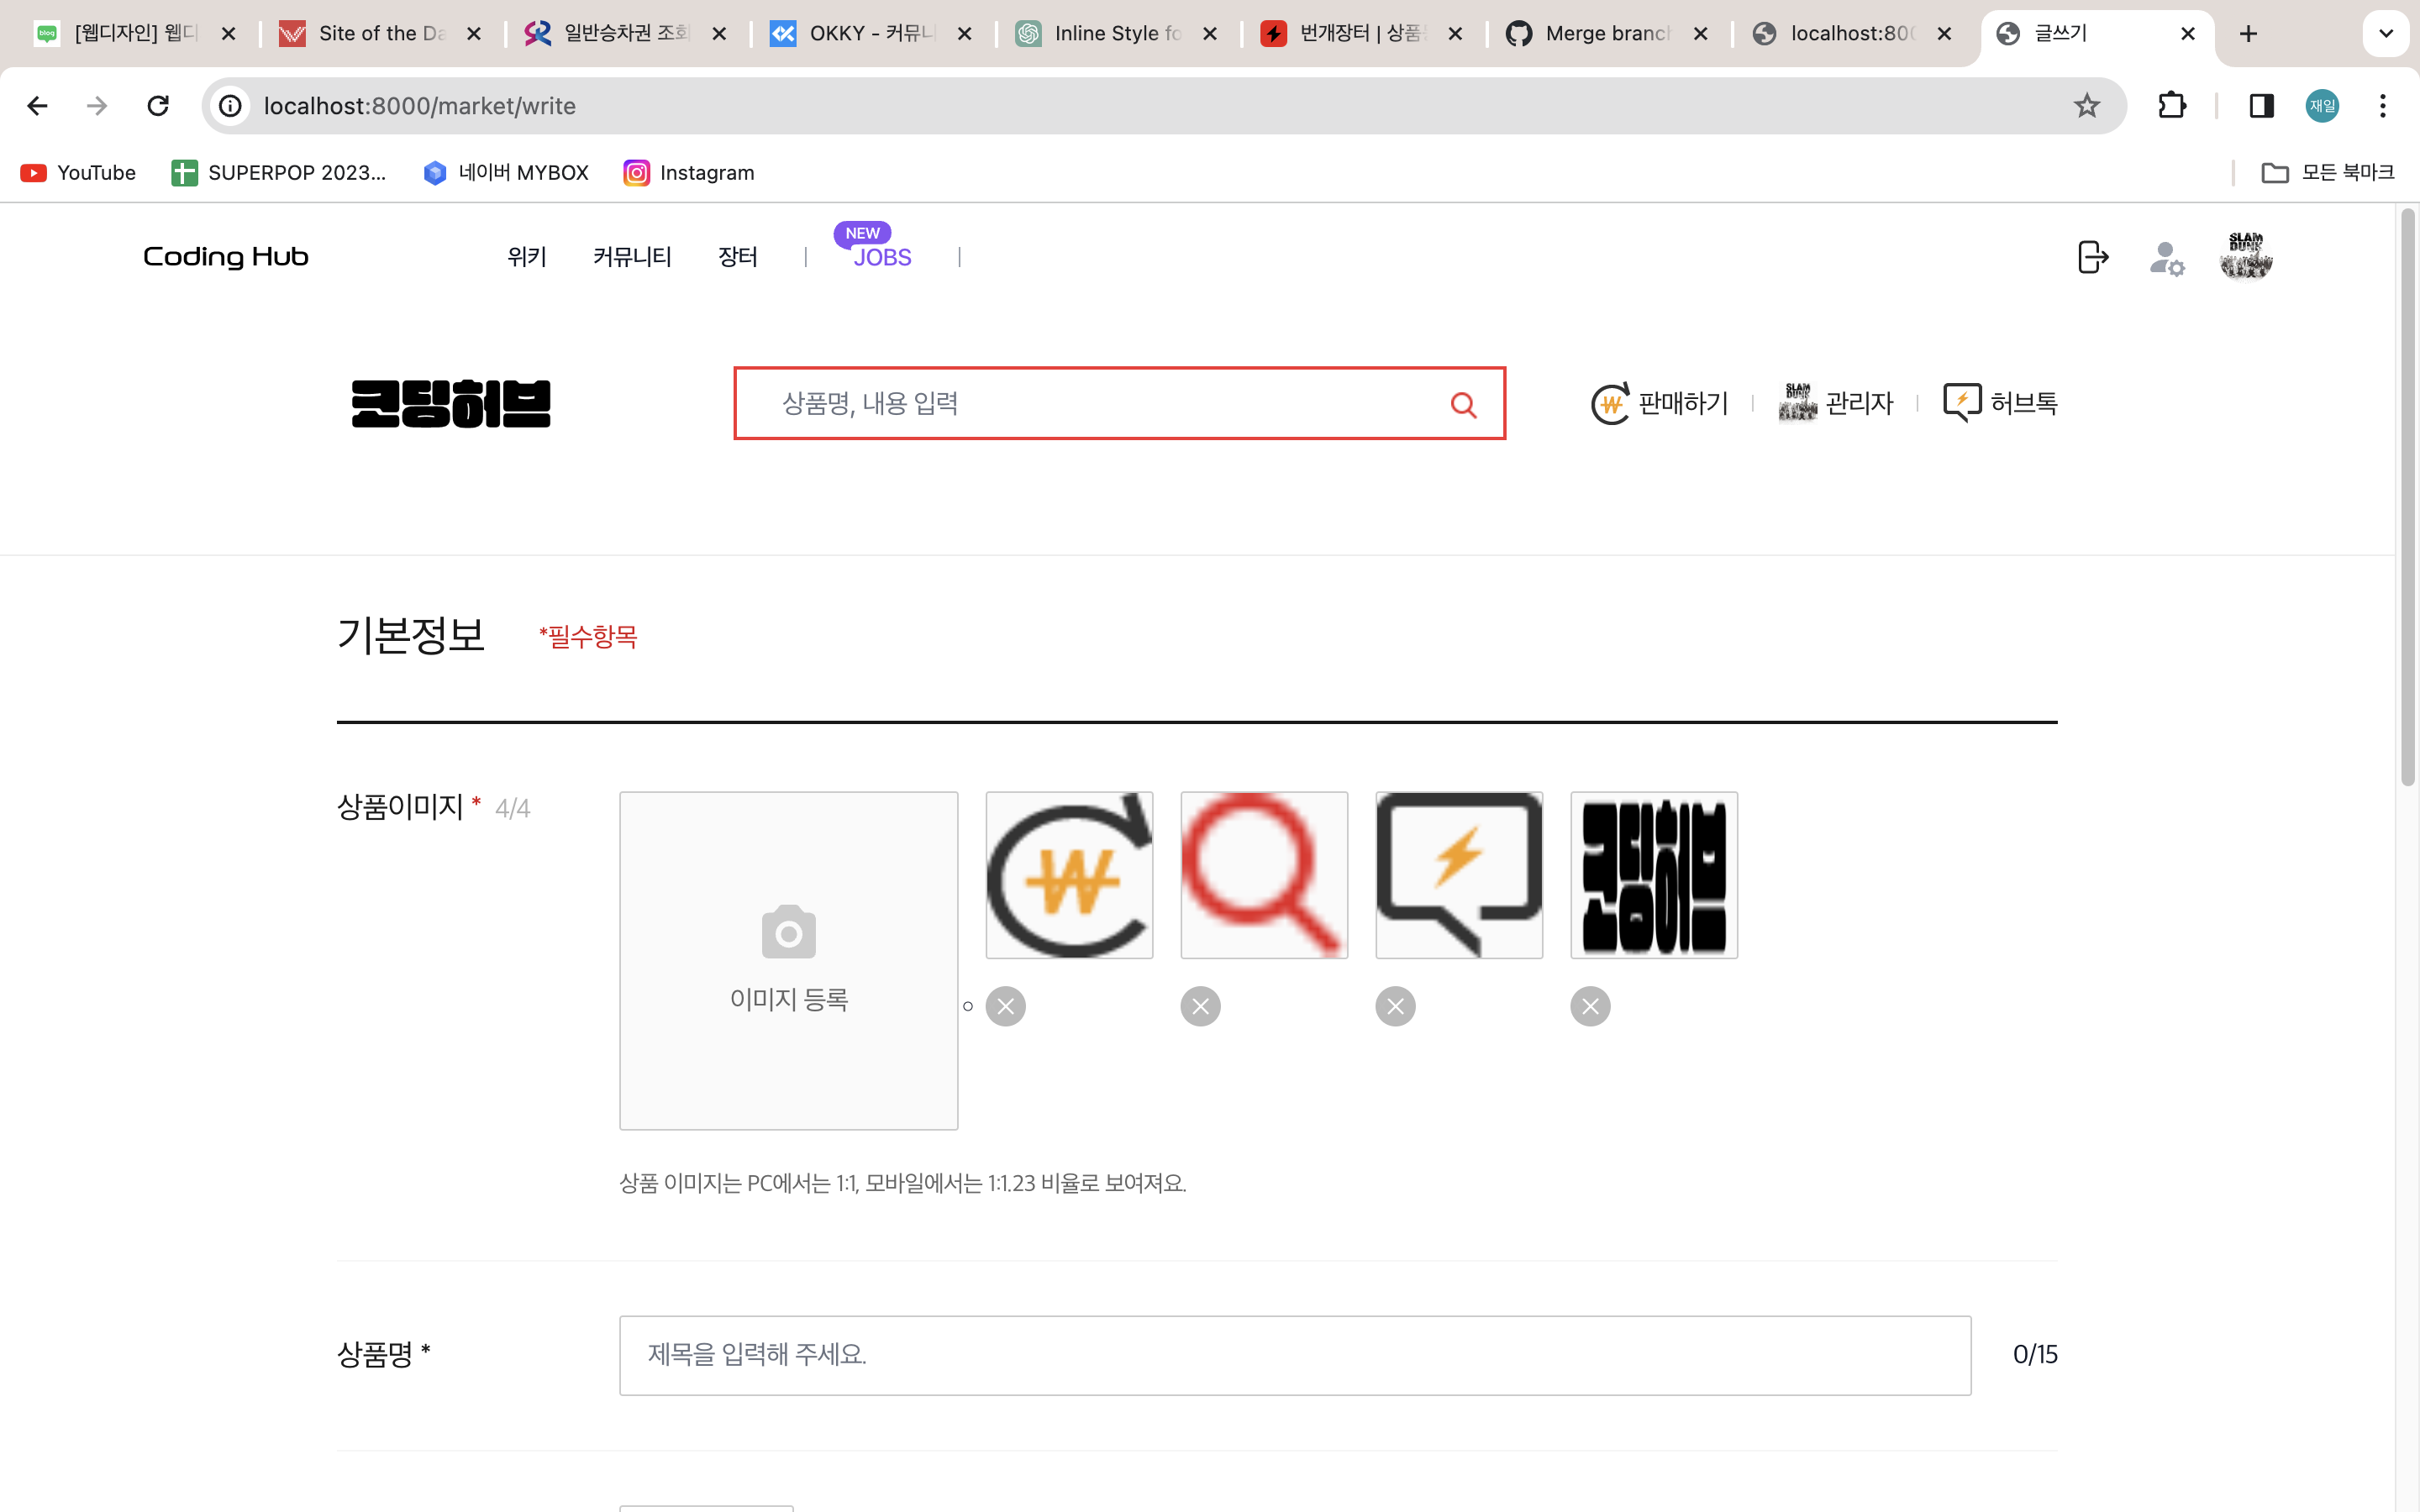 blog [웹디자인] 웹디 Site of the Da 일반승차권 조회 OKKY - 커뮤니 Inline Style fo 번개장터 | 상품 Merge branch localhost:800 글쓰기
localhost:8000/market/write 재일
YouTube SUPERPOP 2023... 네이버 MYBOX Instagram 모든 북마크
NEW
Coding Hub 위키 커뮤니티 장터 | JOBS | SLAM DUNK
코딩허브 상품명, 내용 입력 ₩ 판매하기 | SLAM DUNK 관리자 | 허브톡
기본정보 *필수항목
상품이미지 * 4/4 ₩ 코딩허브
이미지 등록
상품 이미지는 PC에서는 1:1, 모바일에서는 1:1.23 비율로 보여져요.
상품명 * 제목을 입력해 주세요. 0/15